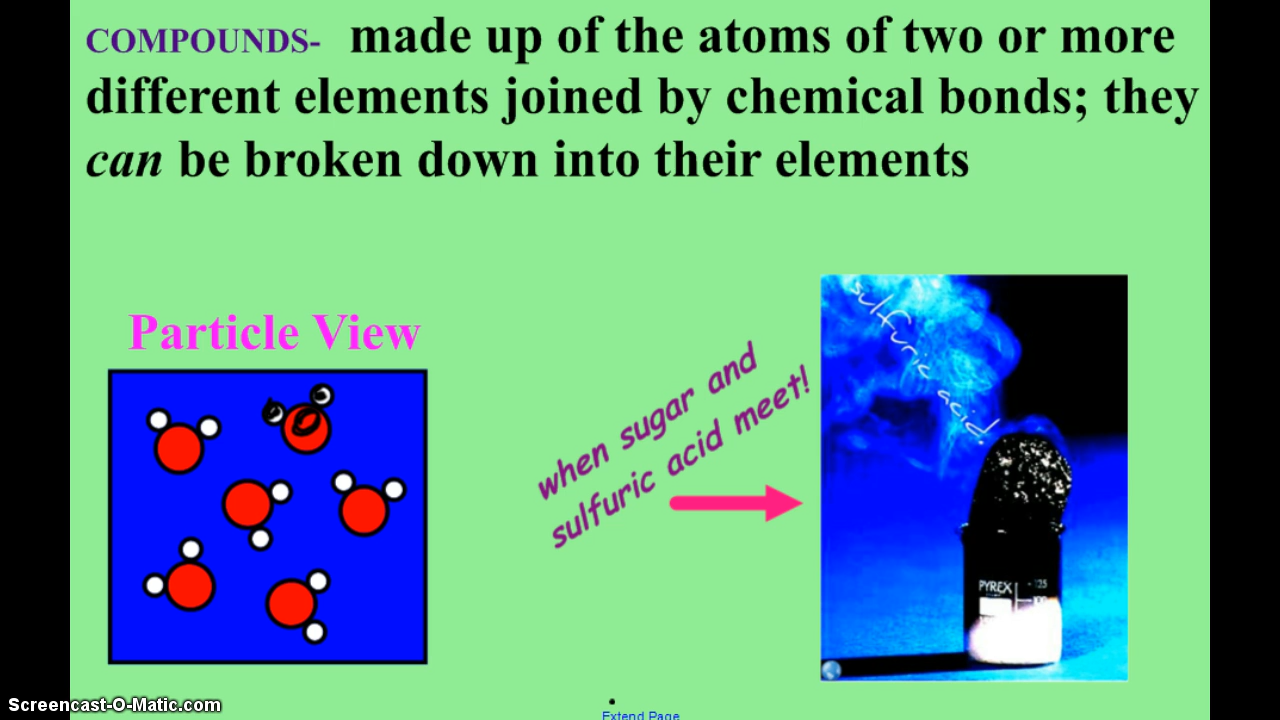 COMPOUNDS- made up of the atoms of two or more
different elements joined by chemical bonds; they
can be broken down into their elements
Particle View
when sugar and
sulfuric acid meet!
sulfuric acid
PYREX
Screencast-O-Matic.com
Extend Page